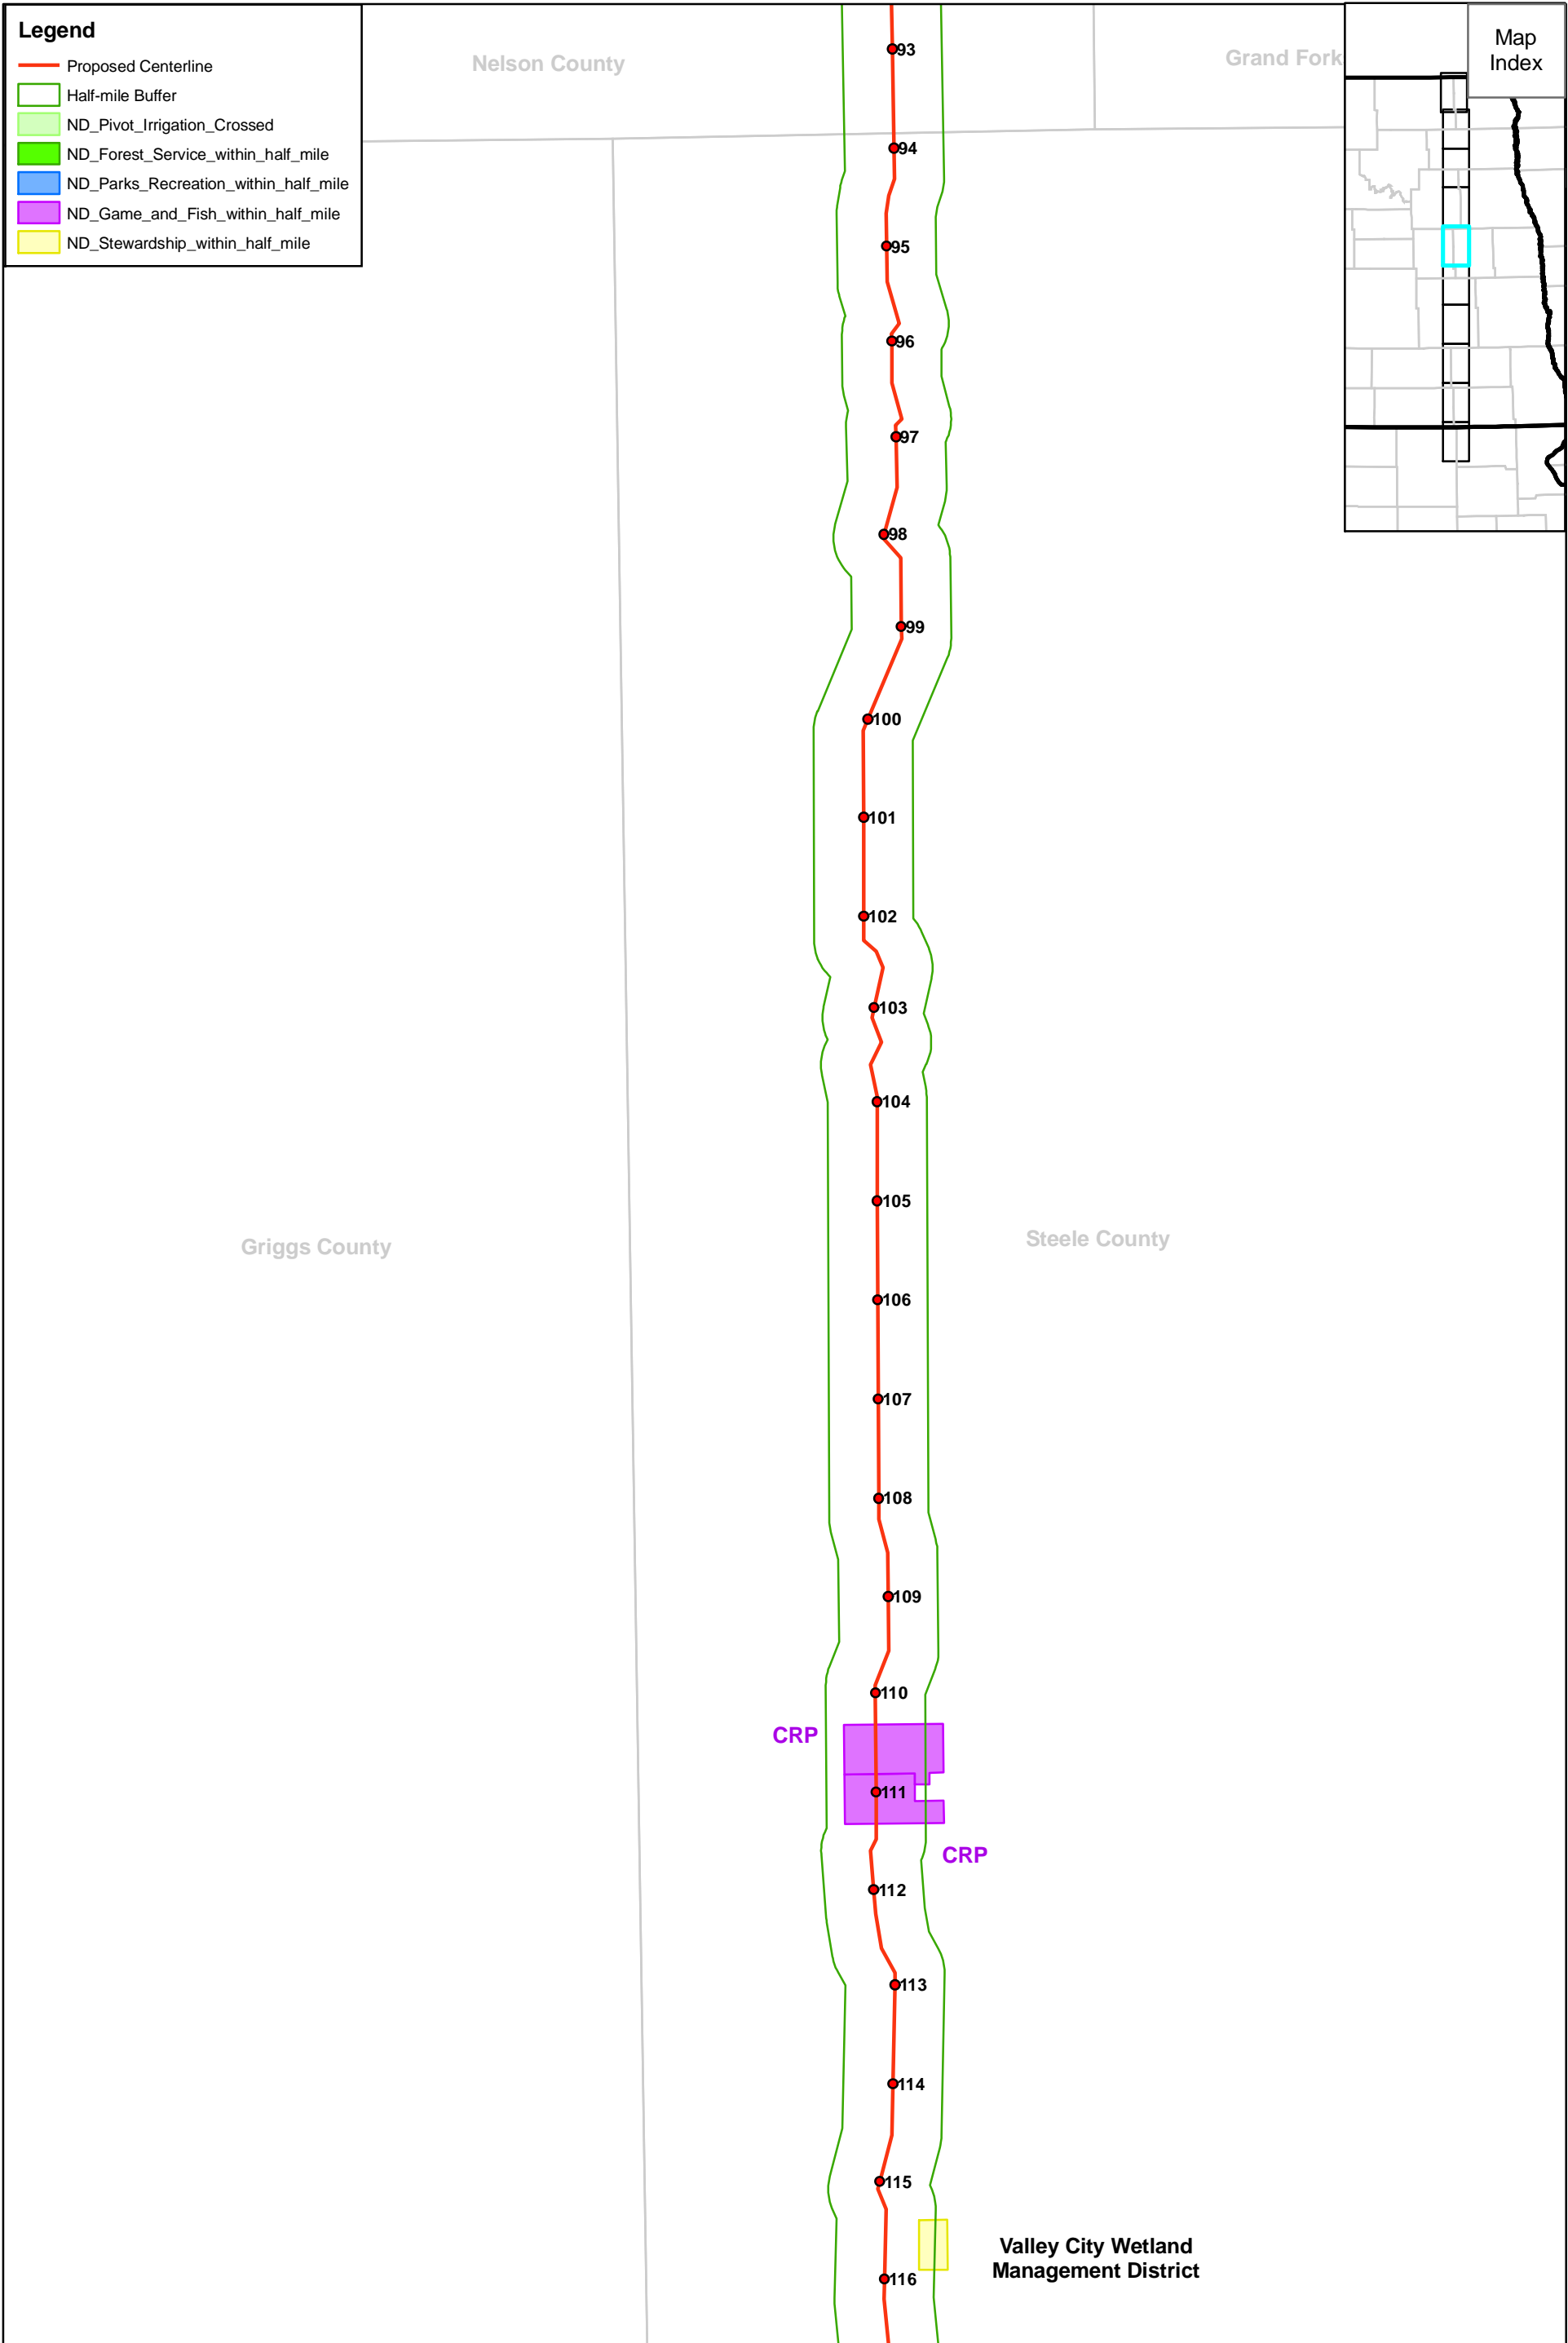 Legend
Proposed Centerline
Half-mile Buffer
ND_Pivot_Irrigation_Crossed
ND_Forest_Service_within_half_mile
ND_Parks_Recreation_within_half_mile
ND_Game_and_Fish_within_half_mile
ND_Stewardship_within_half_mile
Nelson County
Grand Fork
Map
Index
93
94
95
96
97
98
99
100
101
102
103
104
105
Griggs County
Steele County
106
107
108
109
110
CRP
111
CRP
112
113
114
115
Valley City Wetland
Management District
116